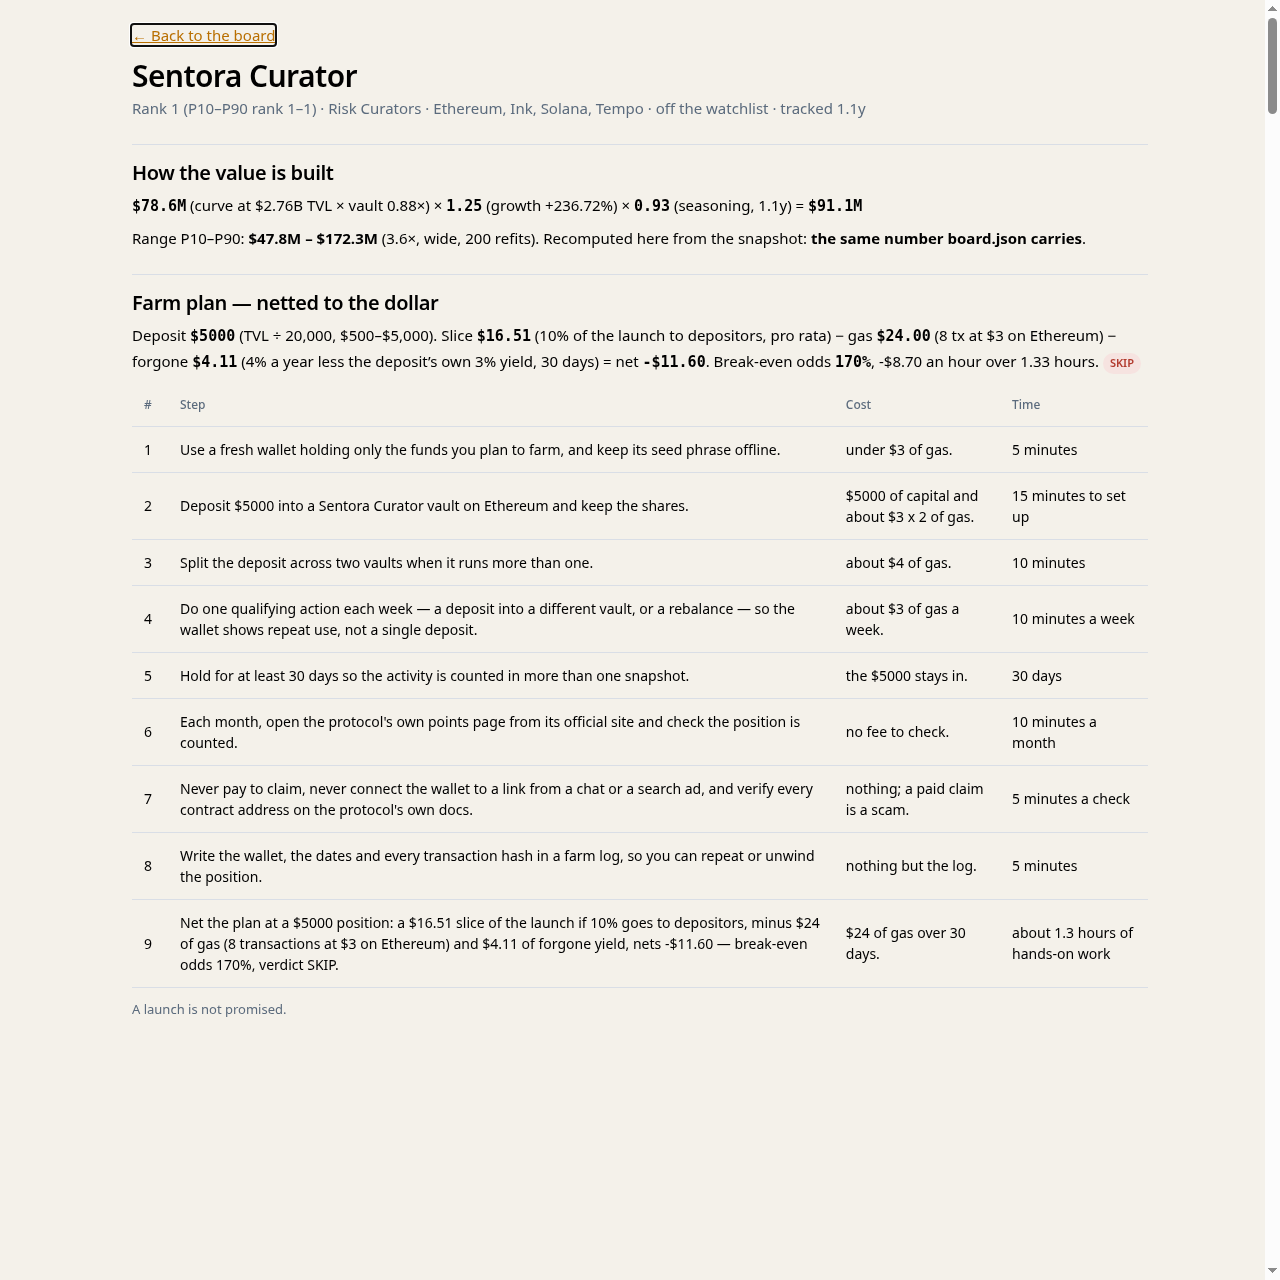 ← Back to the board
Sentora Curator
Rank 1 (P10–P90 rank 1–1) · Risk Curators · Ethereum, Ink, Solana, Tempo · off the watchlist · tracked 1.1y
How the value is built
$78.6M (curve at $2.76B TVL × vault 0.88×) × 1.25 (growth +236.72%) × 0.93 (seasoning, 1.1y) = $91.1M
Range P10–P90: $47.8M – $172.3M (3.6×, wide, 200 refits). Recomputed here from the snapshot: the same number board.json carries.
Farm plan — netted to the dollar
Deposit $5000 (TVL ÷ 20,000, $500–$5,000). Slice $16.51 (10% of the launch to depositors, pro rata) − gas $24.00 (8 tx at $3 on Ethereum) −
forgone $4.11 (4% a year less the deposit’s own 3% yield, 30 days) = net -$11.60. Break-even odds 170%, -$8.70 an hour over 1.33 hours. SKIP
# Step Cost Time
1 Use a fresh wallet holding only the funds you plan to farm, and keep its seed phrase offline. under $3 of gas. 5 minutes
2 Deposit $5000 into a Sentora Curator vault on Ethereum and keep the shares. $5000 of capital and
about $3 x 2 of gas. 15 minutes to set
up
3 Split the deposit across two vaults when it runs more than one. about $4 of gas. 10 minutes
4 Do one qualifying action each week — a deposit into a different vault, or a rebalance — so the
wallet shows repeat use, not a single deposit. about $3 of gas a
week. 10 minutes a week
5 Hold for at least 30 days so the activity is counted in more than one snapshot. the $5000 stays in. 30 days
6 Each month, open the protocol's own points page from its official site and check the position is
counted. no fee to check. 10 minutes a
month
7 Never pay to claim, never connect the wallet to a link from a chat or a search ad, and verify every
contract address on the protocol's own docs. nothing; a paid claim
is a scam. 5 minutes a check
8 Write the wallet, the dates and every transaction hash in a farm log, so you can repeat or unwind
the position. nothing but the log. 5 minutes
9 Net the plan at a $5000 position: a $16.51 slice of the launch if 10% goes to depositors, minus $24
of gas (8 transactions at $3 on Ethereum) and $4.11 of forgone yield, nets -$11.60 — break-even
odds 170%, verdict SKIP. $24 of gas over 30
days. about 1.3 hours of
hands-on work
A launch is not promised.